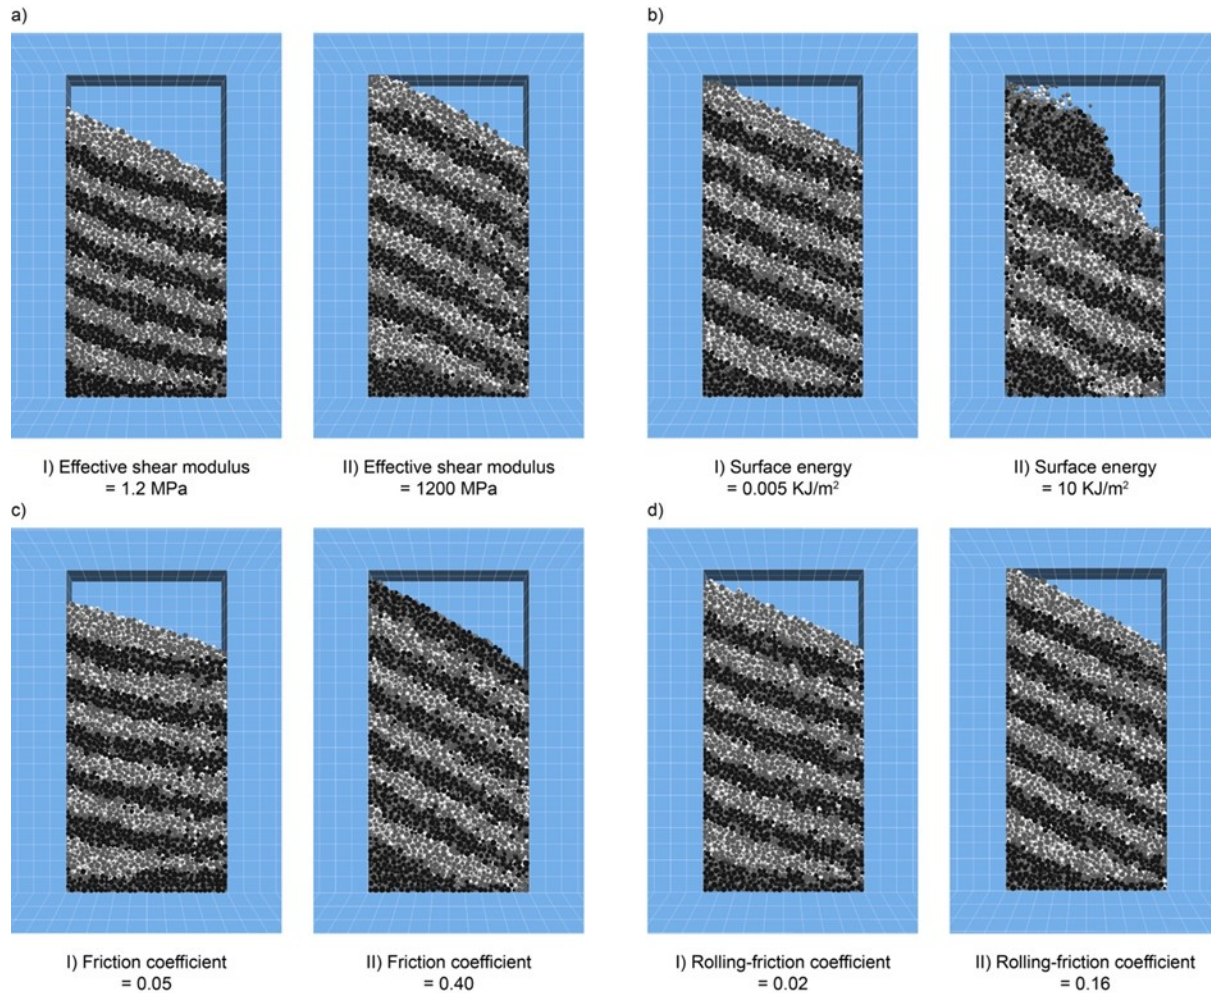 a)
b)
I) Effective shear modulus
= 1.2 MPa
II) Effective shear modulus
= 1200 MPa
I) Surface energy
= 0.005 KJ/m²
II) Surface energy
= 10 KJ/m²
c)
d)
I) Friction coefficient
= 0.05
II) Friction coefficient
= 0.40
I) Rolling-friction coefficient
= 0.02
II) Rolling-friction coefficient
= 0.16